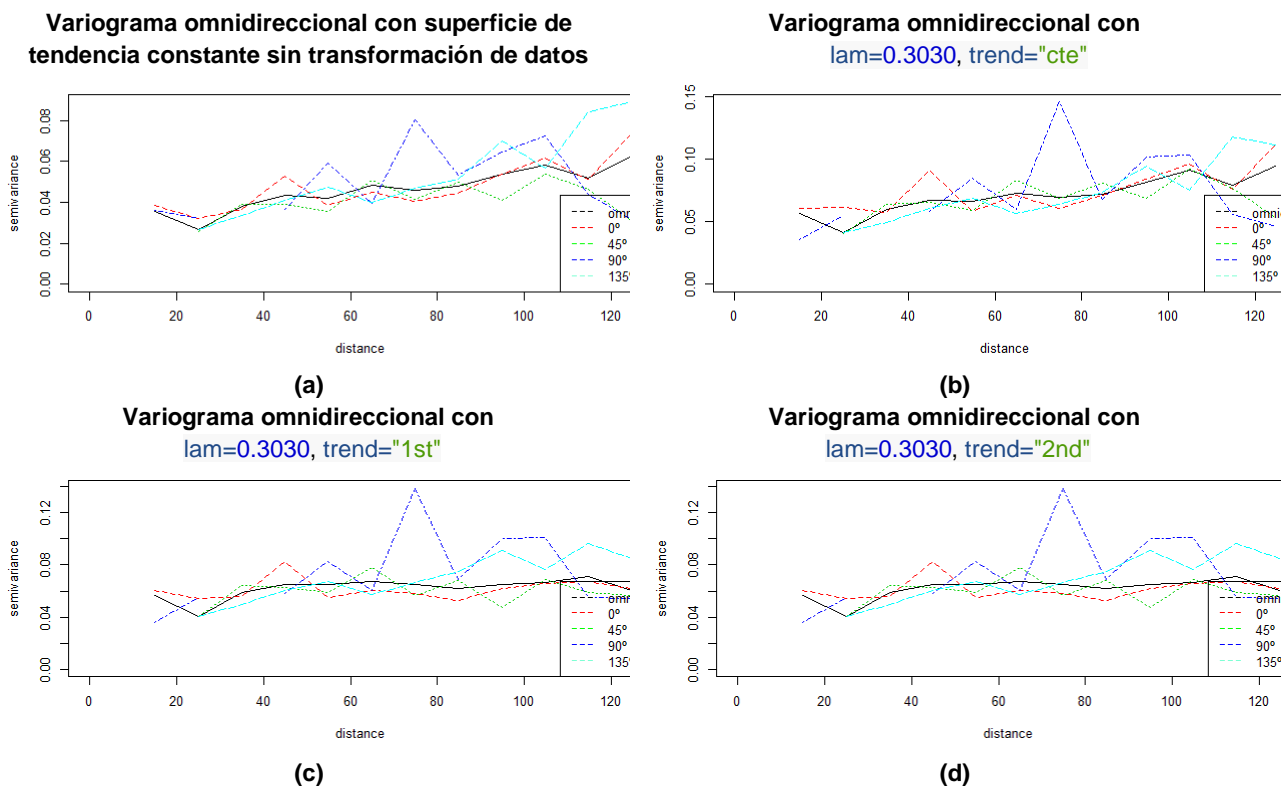 Variograma omnidireccional con superficie de
tendencia constante sin transformación de datos
semivariance
0.00 0.02 0.04 0.06 0.08
0 20 40 60 80 100 120
distance
0º
45º
90º
135º
(a)
Variograma omnidireccional con
lam=0.3030, trend="cte"
semivariance
0.00 0.05 0.10 0.15
0 20 40 60 80 100 120
distance
omni
0º
45º
90º
135º
(b)
Variograma omnidireccional con
lam=0.3030, trend="1st"
semivariance
0.00 0.04 0.08 0.12
0 20 40 60 80 100 120
distance
omni
0º
45º
90º
135º
(c)
Variograma omnidireccional con
lam=0.3030, trend="2nd"
semivariance
0.00 0.04 0.08 0.12
0 20 40 60 80 100 120
distance
omni
0º
45º
90º
135º
(d)